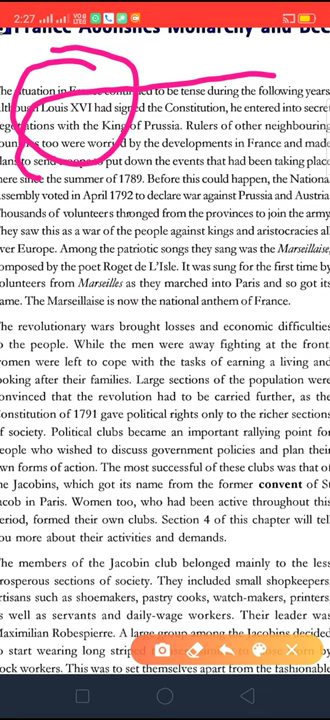 2:27
France Abolishes Monarchy and Bec
he situation in France continued to be tense during the following years
lthough Louis XVI had signed the Constitution, he entered into secre
egotiations with the King of Prussia. Rulers of other neighbouring
oun es too were worried by the developments in France and made
lans to send troops to put down the events that had been taking plac
here since the summer of 1789. Before this could happen, the Nationa
ssembly voted in April 1792 to declare war against Prussia and Austria
housands of volunteers thronged from the provinces to join the army
hey saw this as a war of the people against kings and aristocracies al
ver Europe. Among the patriotic songs they sang was the Marseillaise,
omposed by the poet Roget de L’Isle. It was sung for the first time by
olunteers from Marseilles as they marched into Paris and so got its
ame. The Marseillaise is now the national anthem of France.
he revolutionary wars brought losses and economic difficulties
o the people. While the men were away fighting at the front
omen were left to cope with the tasks of earning a living and
ooking after their families. Large sections of the population were
onvinced that the revolution had to be carried further, as the
onstitution of 1791 gave political rights only to the richer sections
f society. Political clubs became an important rallying point for
eople who wished to discuss government policies and plan their
wn forms of action. The most successful of these clubs was that of
he Jacobins, which got its name from the former convent of St
acob in Paris. Women too, who had been active throughout this
eriod, formed their own clubs. Section 4 of this chapter will tell
ou more about their activities and demands.
he members of the Jacobin club belonged mainly to the less
rosperous sections of society. They included small shopkeepers
rtisans such as shoemakers, pastry cooks, watch-makers, printers
s well as servants and daily-wage workers. Their leader was
Maximilian Robespierre. A large group among the Jacobins decided
o start wearing long striped by
ock workers. This was to set themselves apart from the fashionable